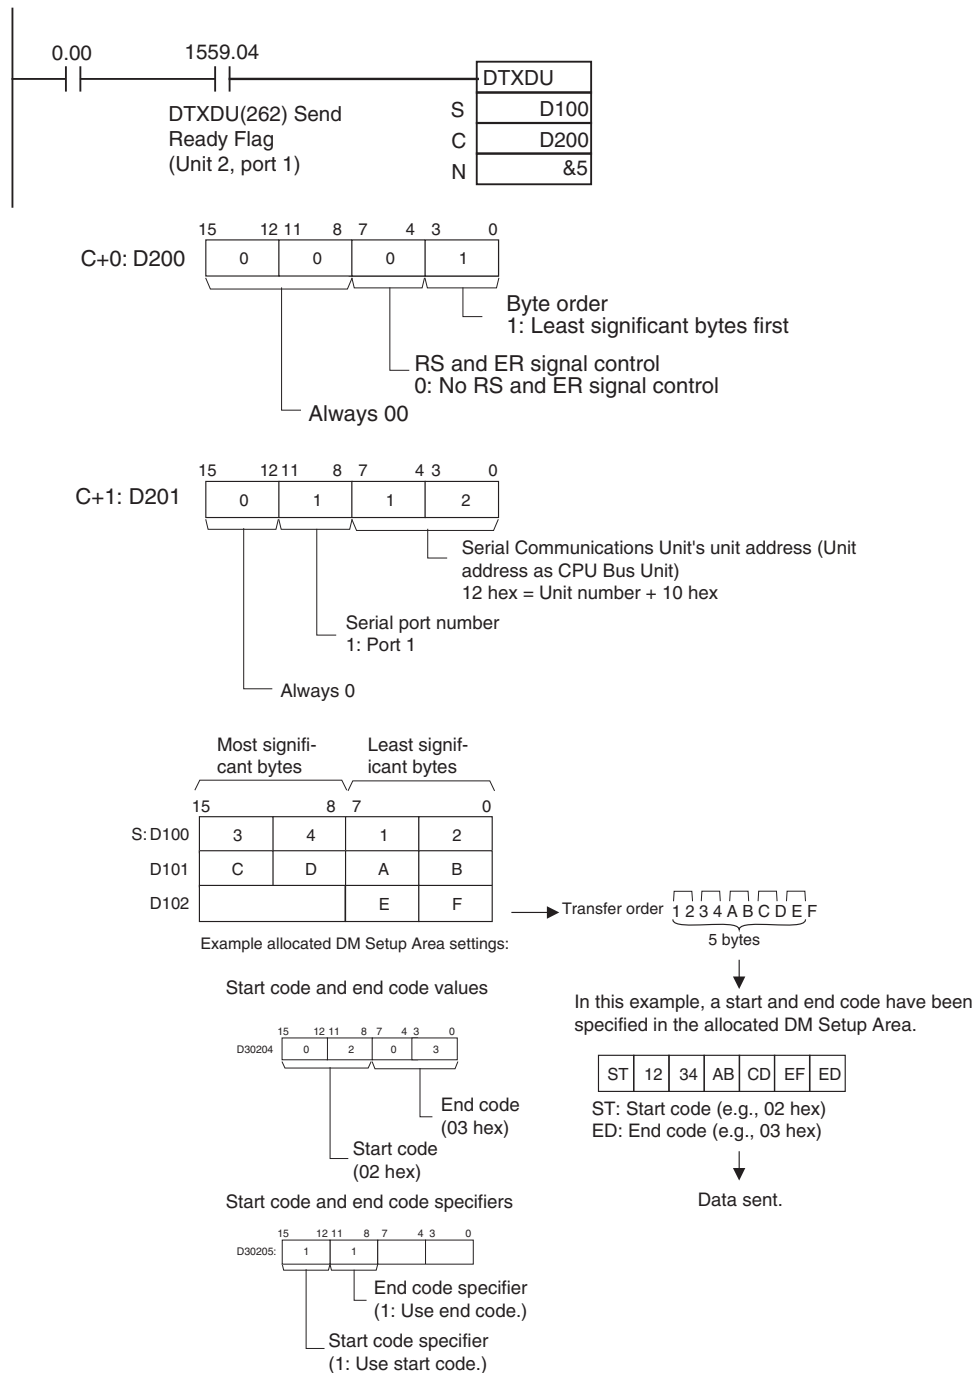 0.00 1559.04
DTXDU
DTXDU(262) Send
Ready Flag
(Unit 2, port 1)
S D100
C D200
N &5
15 12 11 8 7 4 3 0
C+0: D200 0 0 0 1
Byte order
1: Least significant bytes first
RS and ER signal control
0: No RS and ER signal control
Always 00
15 12 11 8 7 4 3 0
C+1: D201 0 1 1 2
Serial Communications Unit's unit address (Unit
address as CPU Bus Unit)
12 hex = Unit number + 10 hex
Serial port number
1: Port 1
Always 0
Most signifi-
cant bytes
Least signif-
icant bytes
15 8 7 0
S: D100 3 4 1 2
D101 C D A B
D102 E F
Transfer order 1 2 3 4 A B C D E F
5 bytes
Example allocated DM Setup Area settings:
In this example, a start and end code have been
specified in the allocated DM Setup Area.
ST 12 34 AB CD EF ED
ST: Start code (e.g., 02 hex)
ED: End code (e.g., 03 hex)
Data sent.
Start code and end code values
15 12 11 8 7 4 3 0
D30204 0 2 0 3
End code
(03 hex)
Start code
(02 hex)
Start code and end code specifiers
15 12 11 8 7 4 3 0
D30205: 1 1
End code specifier
(1: Use end code.)
Start code specifier
(1: Use start code.)